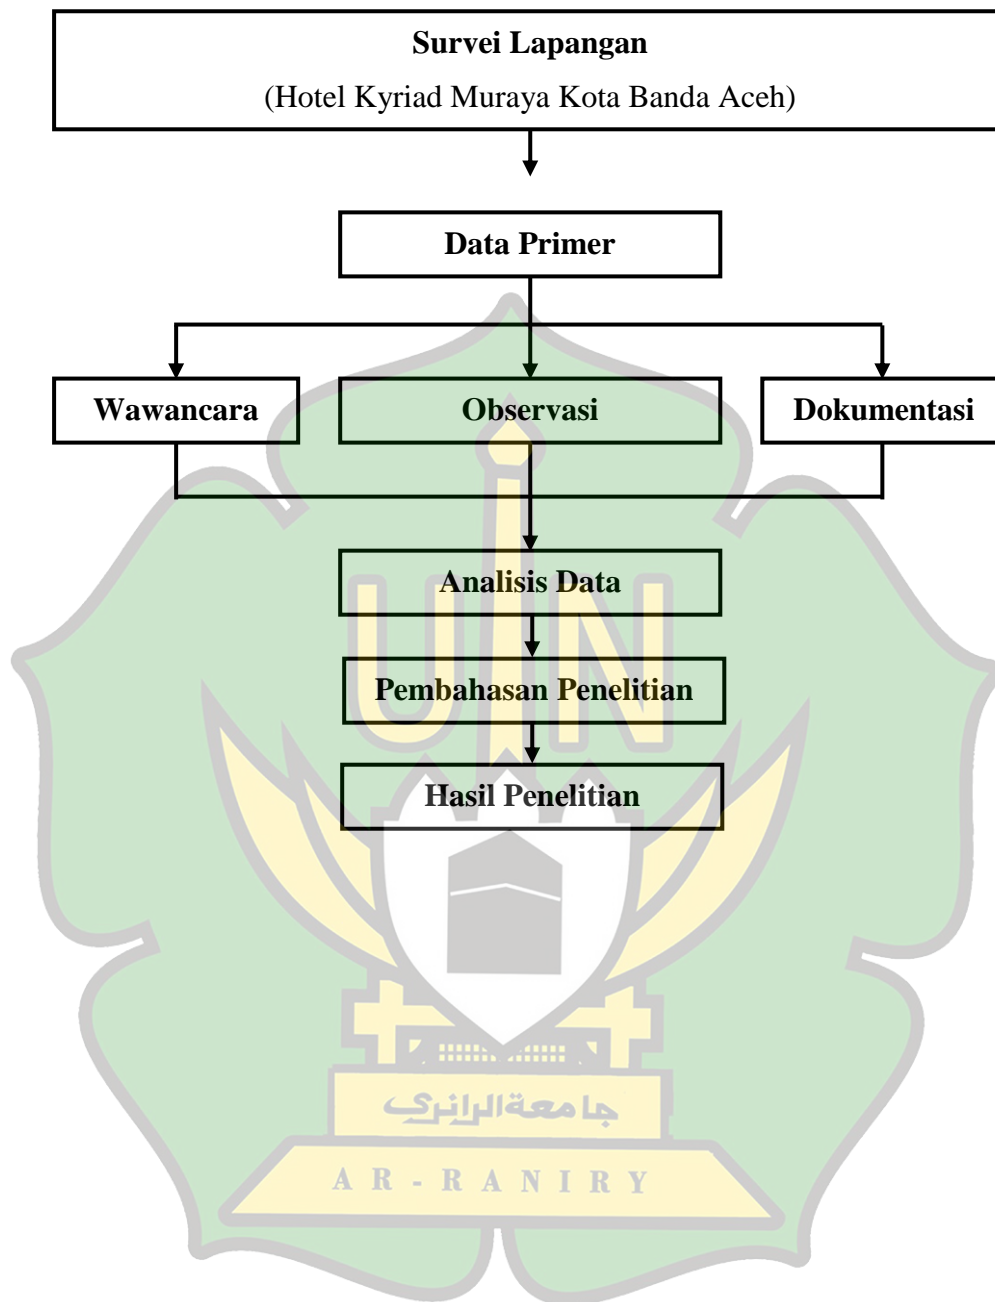 Survei Lapangan
(Hotel Kyriad Muraya Kota Banda Aceh)
Data Primer
Wawancara
Observasi
Dokumentasi
Analisis Data
UIN
Pembahasan Penelitian
Hasil Penelitian
جامعةالرانري
AR-RANIRY